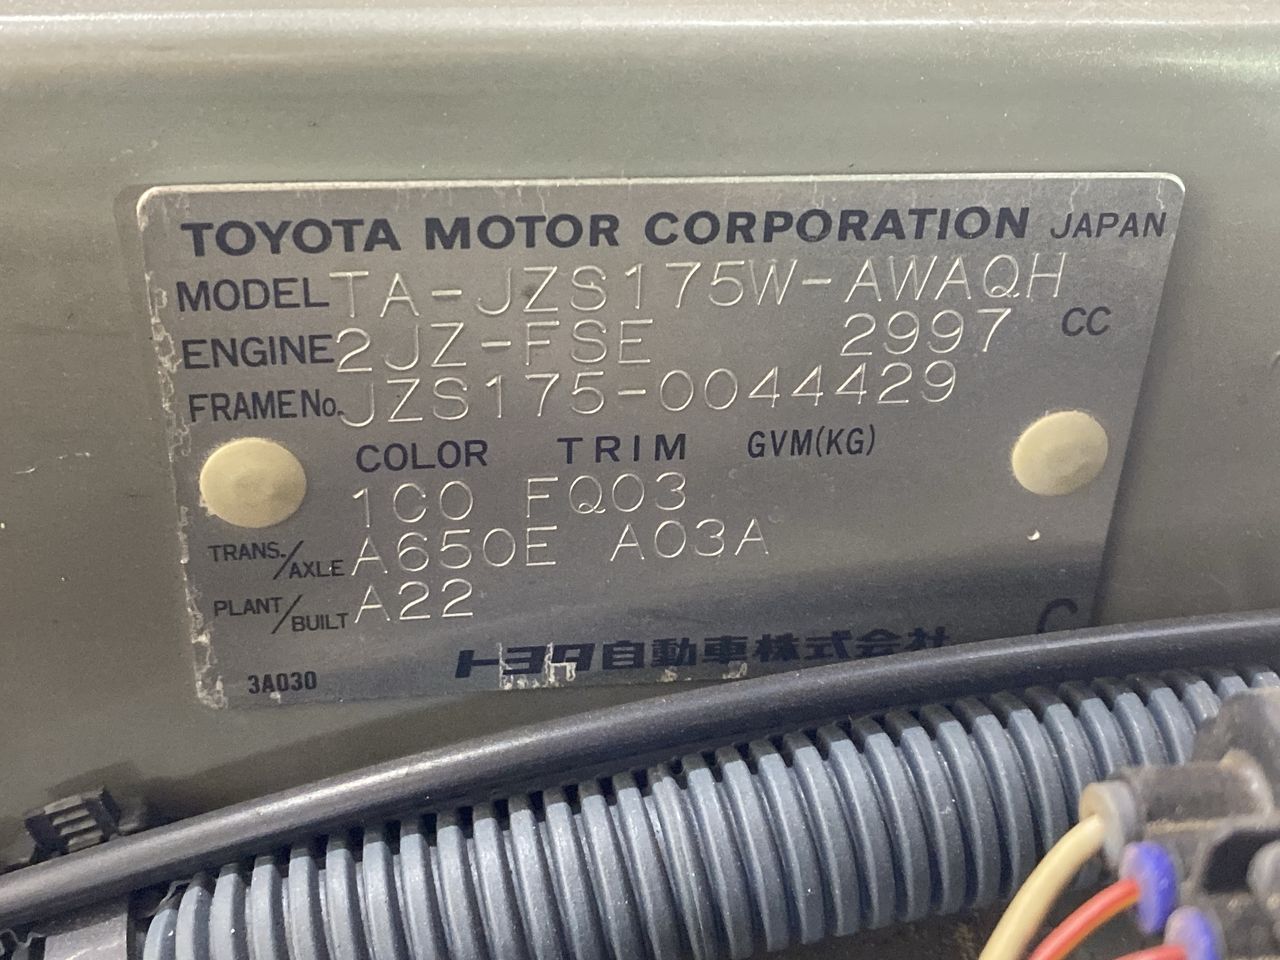 TOYOTA MOTOR CORPORATION JAPAN
MODEL TA-JZS175W-AWAQH
ENGINE 2JZ-FSE 2997 CC
FRAME No. JZS175-0044429
COLOR TRIM GVM(KG)
1C0 FQ03
TRANS./AXLE A650E A03A
PLANT/BUILT A22
C
トヨタ自動車株式会社
3A030